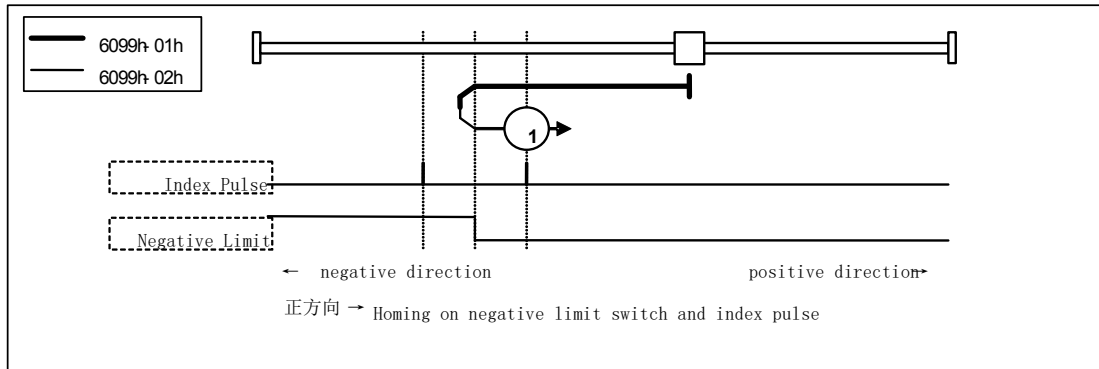 6099h-01h
6099h-02h
1
Index Pulse
Negative Limit
← negative direction
positive direction→
正方向 → Homing on negative limit switch and index pulse